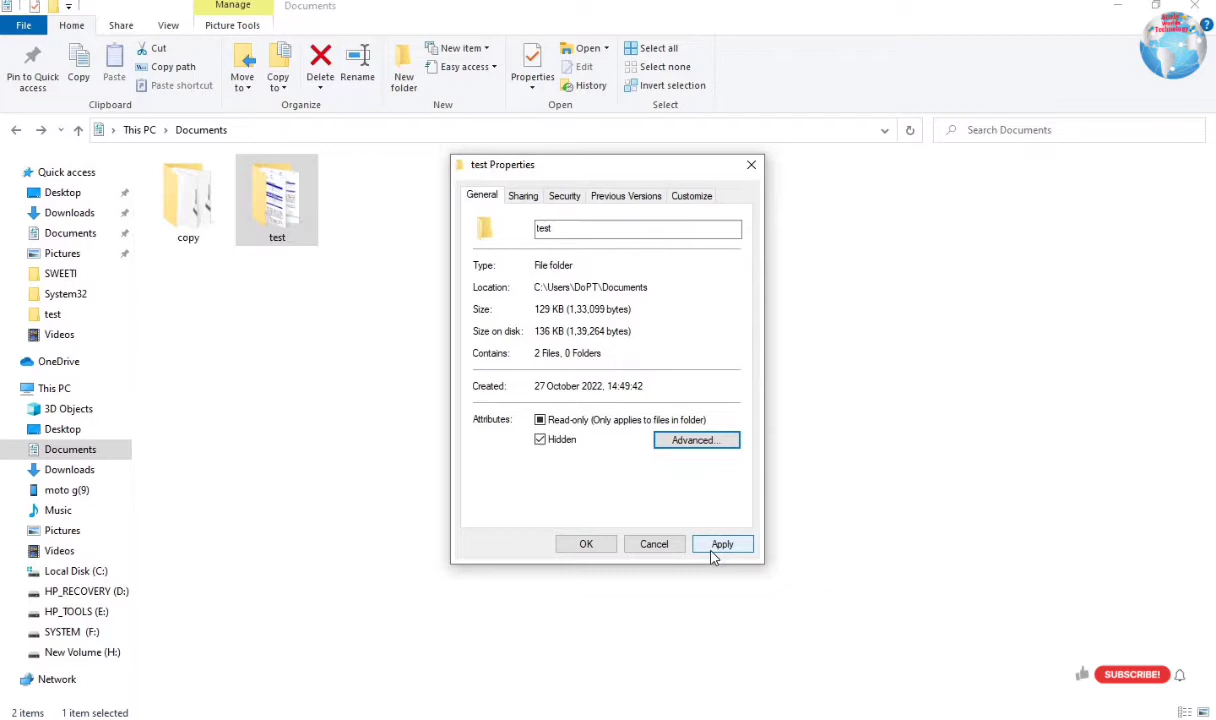 Manage
Documents
File
Home
Share
View
Picture Tools
Pin to Quick access
Copy
Paste
Cut
Copy path
Paste shortcut
Clipboard
Move to
Copy to
Delete
Rename
Organize
New folder
New item
Easy access
New
Properties
Open
Edit
History
Open
Select all
Select none
Invert selection
Select
Technology
This PC
Documents
Search Documents
Quick access
Desktop
Downloads
Documents
Pictures
SWEETI
System32
test
Videos
OneDrive
This PC
3D Objects
Desktop
Documents
Downloads
moto g(9)
Music
Pictures
Videos
Local Disk (C:)
HP_RECOVERY (D:)
HP_TOOLS (E:)
SYSTEM (F:)
New Volume (H:)
Network
copy
test
test Properties
General
Sharing
Security
Previous Versions
Customize
test
Type: File folder
Location: C:\Users\DoPT\Documents
Size: 129 KB (1,33,099 bytes)
Size on disk: 136 KB (1,39,264 bytes)
Contains: 2 Files, 0 Folders
Created: 27 October 2022, 14:49:42
Attributes: Read-only (Only applies to files in folder)
Hidden
Advanced...
OK
Cancel
Apply
SUBSCRIBE!
2 items
1 item selected